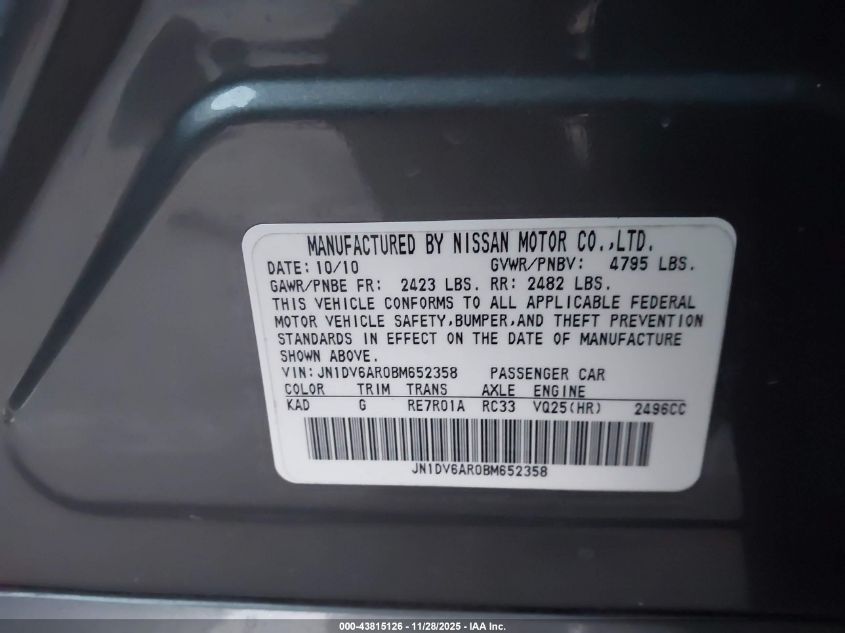 MANUFACTURED BY NISSAN MOTOR CO.,LTD.
DATE: 10/10 GVWR/PNBV: 4795 LBS.
GAWR/PNBE FR: 2423 LBS. RR: 2482 LBS.
THIS VEHICLE CONFORMS TO ALL APPLICABLE FEDERAL
MOTOR VEHICLE SAFETY,BUMPER,AND THEFT PREVENTION
STANDARDS IN EFFECT ON THE DATE OF MANUFACTURE
SHOWN ABOVE.
VIN: JN1DV6AR0BM652358 PASSENGER CAR
COLOR TRIM TRANS AXLE ENGINE
KAD G RE7R01A RC33 VQ25(HR) 2496CC
JN1DV6AR0BM652358
000-43815126 - 11/28/2025 - IAA Inc.